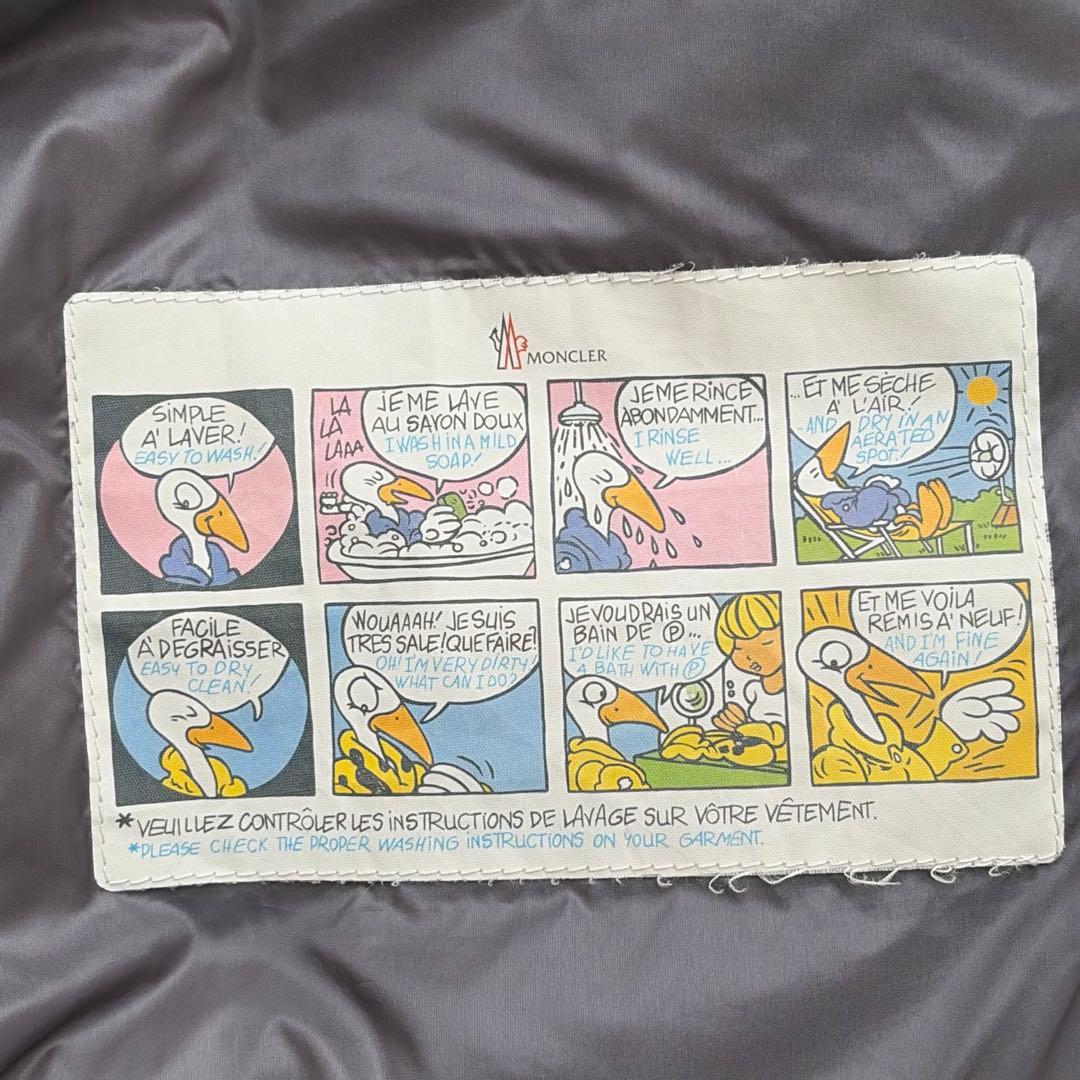 MONCLER
SIMPLE
A' LAVER!
EASY TO WASH!
LA
LÀ
LAAA
JE ME LAVE
AU SAVON DOUX
I WASH IN A MILD
SOAP!
JE ME RINCE
ABONDAMMENT...
I RINSE
WELL...
...ET ME SÈCHE
A' L'AIR!
...AND I DRY IN AN
AERATED
SPOT!
FACILE
À DÉGRAISSER
EASY TO DRY
CLEAN!
WOUAAAH! JE SUIS
TRES SALE! QUE FAIRE?
OH! I'M VERY DIRTY!
WHAT CAN I DO?
JE VOUDRAIS UN
BAIN DE Ⓟ...
I'D LIKE TO HAVE
A BATH WITH Ⓟ
ET ME VOILA
REMIS A' NEUF!
AND I'M FINE
AGAIN!
*VEUILLEZ CONTRÔLER LES INSTRUCTIONS DE LAVAGE SUR VÔTRE VÊTEMENT.
*PLEASE CHECK THE PROPER WASHING INSTRUCTIONS ON YOUR GARMENT.